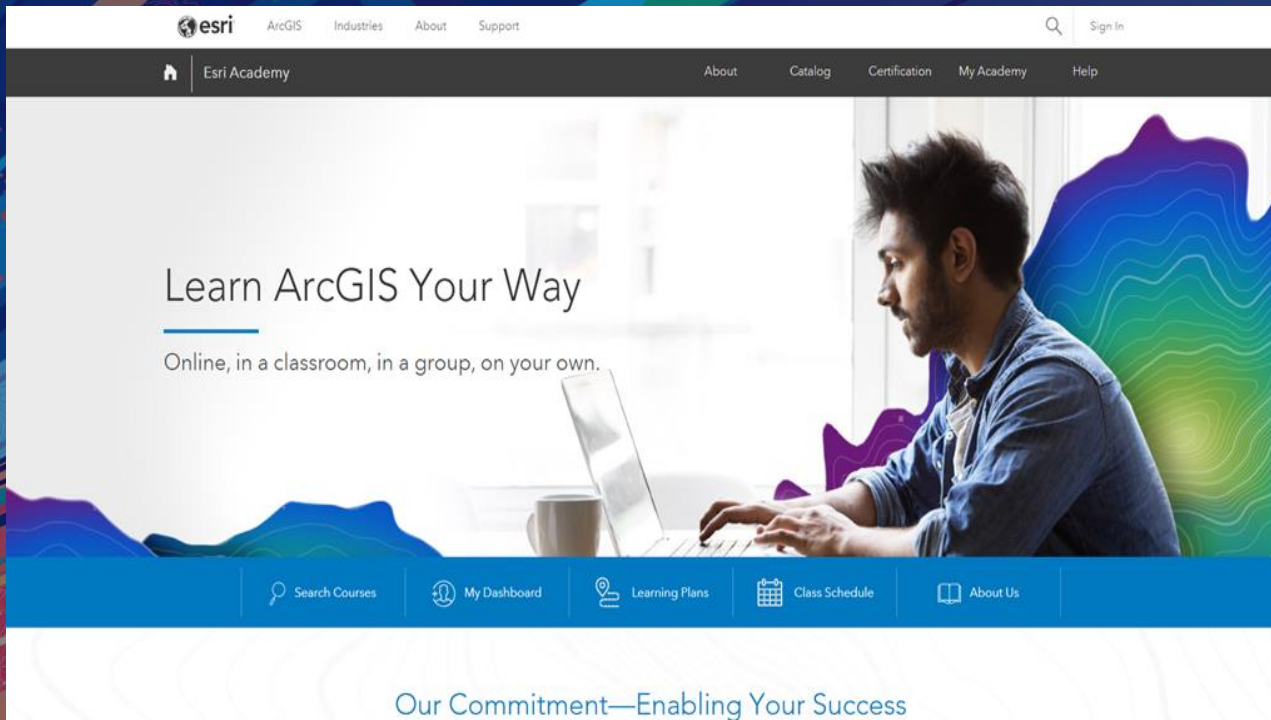 esri ArcGIS Industries About Support Sign In
Esri Academy About Catalog Certification My Academy Help
Learn ArcGIS Your Way
Online, in a classroom, in a group, on your own.
Search Courses My Dashboard Learning Plans Class Schedule About Us
Our Commitment—Enabling Your Success